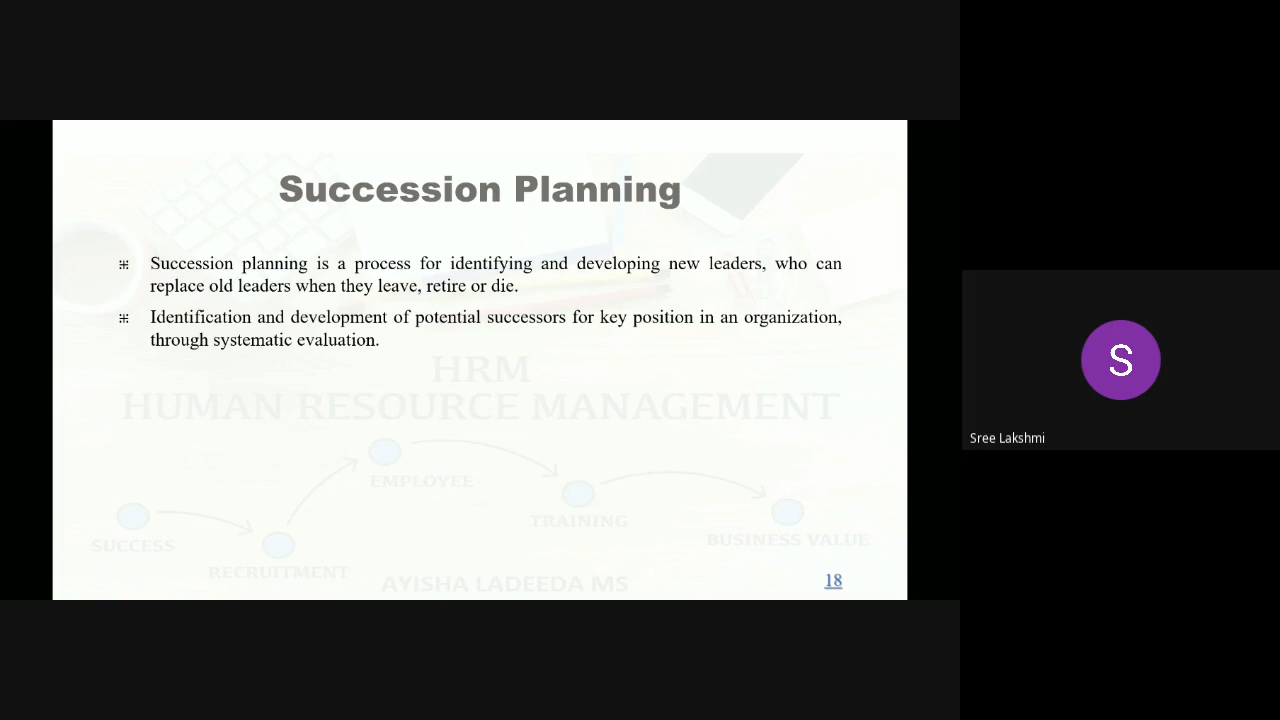 Succession Planning
⌗ Succession planning is a process for identifying and developing new leaders, who can
replace old leaders when they leave, retire or die.
⌗ Identification and development of potential successors for key position in an organization,
through systematic evaluation.
HRM
HUMAN RESOURCE MANAGEMENT
EMPLOYEE
TRAINING
SUCCESS
BUSINESS VALUE
RECRUITMENT
AYISHA LADEEDA MS
18
S
Sree Lakshmi